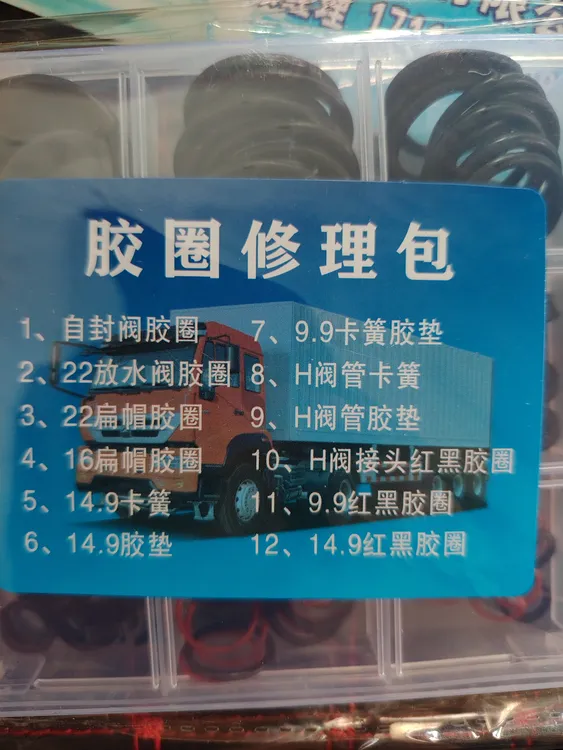 胶圈修理包
1、自封阀胶圈
2、22放水阀胶圈
3、22扁帽胶圈
4、16扁帽胶圈
5、14.9卡簧
6、14.9胶垫
7、9.9卡簧胶垫
8、H阀管卡簧
9、H阀管胶垫
10、H阀接头红黑胶圈
11、9.9红黑胶圈
12、14.9红黑胶圈